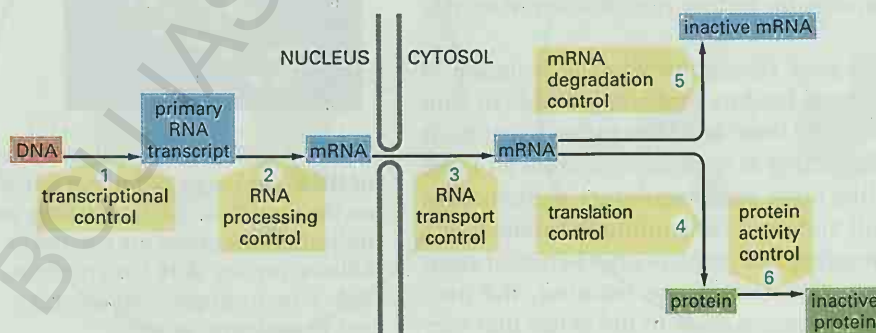 inactive mRNA
NUCLEUS CYTOSOL
mRNA
degradation
control
5
primary
RNA
transcript
DNA
mRNA
mRNA
1
transcriptional
control
2
RNA
processing
control
3
RNA
transport
control
translation
control
4
protein
activity
control
6
protein
inactive
protein